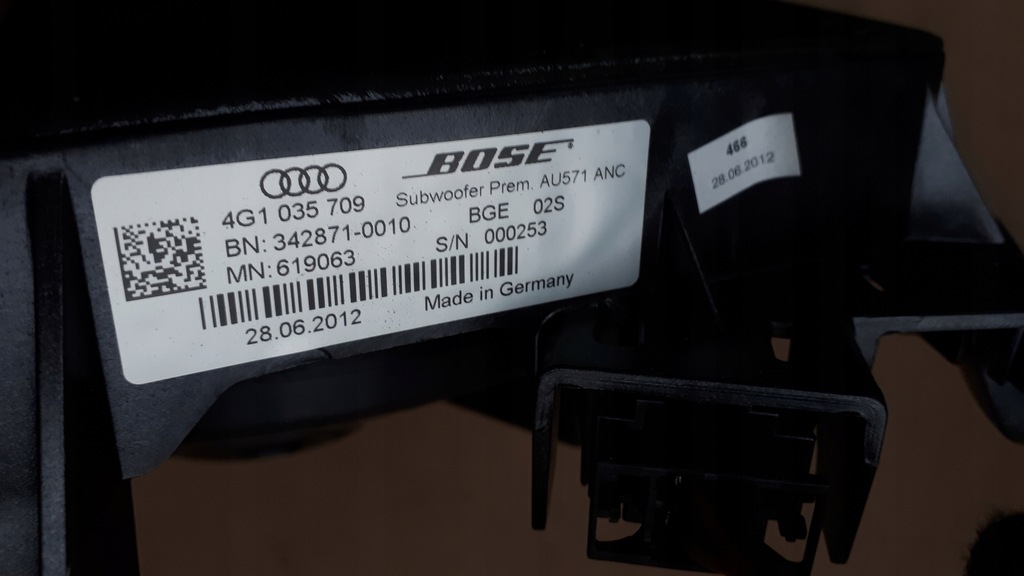 BOSE
Subwoofer Prem. AU571 ANC
4G1 035 709
BGE 02S
BN: 342871-0010
S/N 000253
MN: 619063
28.06.2012
Made in Germany
466
28.06.2012